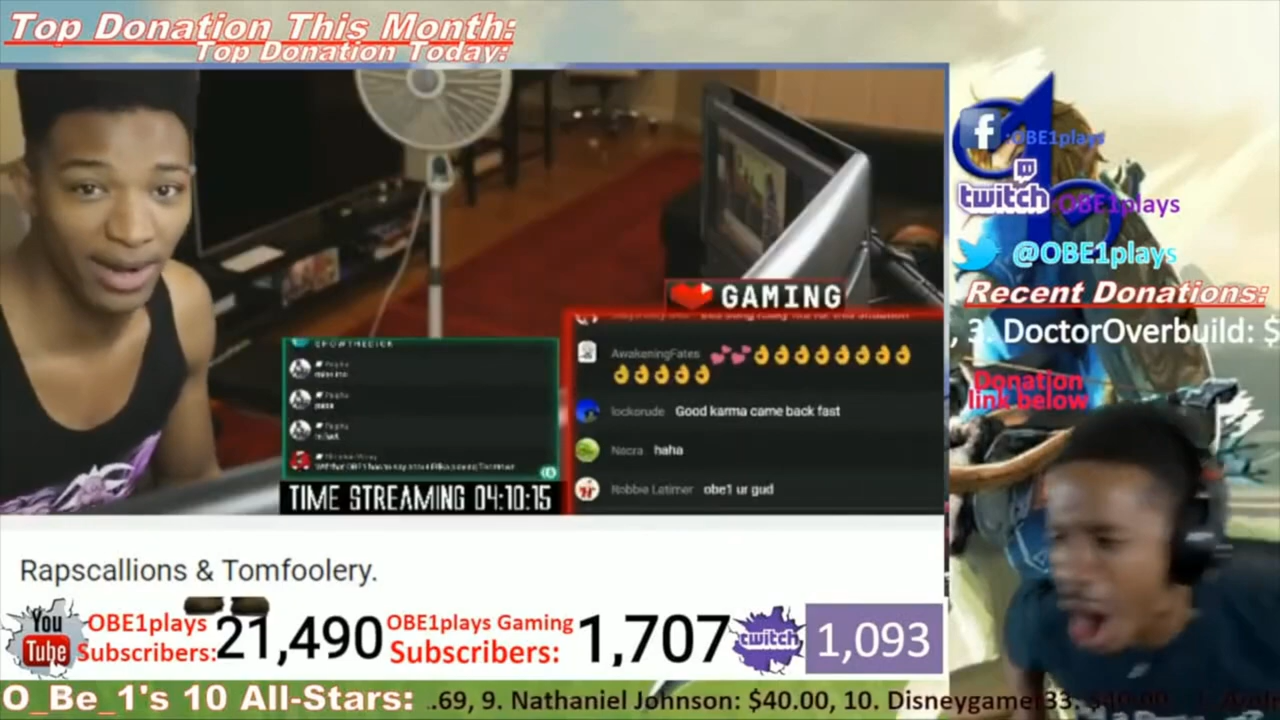 Top Donation This Month:
Top Donation Today:
:OBE1plays
twitch OBE1plays
@OBE1plays
Recent Donations:
, 3. DoctorOverbuild: $
Donation
link below
GAMING
AwakeningFates 💕💕👌👌👌👌👌👌👌👌
👌👌👌👌👌
lockorude Good karma came back fast
Nacra haha
Robbie Latimer obe1 ur gud
TIME STREAMING 04:10:15
Rapscallions & Tomfoolery.
You
Tube
OBE1plays
Subscribers:
21,490
OBE1plays Gaming
Subscribers:
1,707
twitch
1,093
O_Be_1's 10 All-Stars: ..69, 9. Nathaniel Johnson: $40.00, 10. Disneygamer33: $40.00